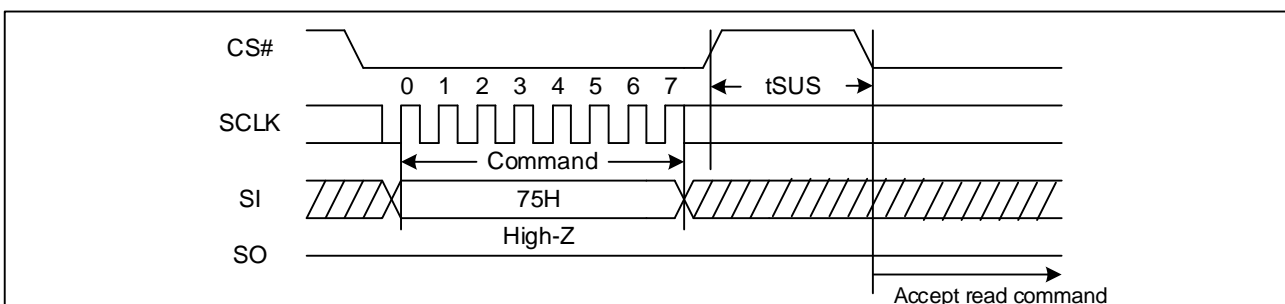 CS#
tSUS
0 1 2 3 4 5 6 7
SCLK
Command
SI
75H
High-Z
SO
Accept read command